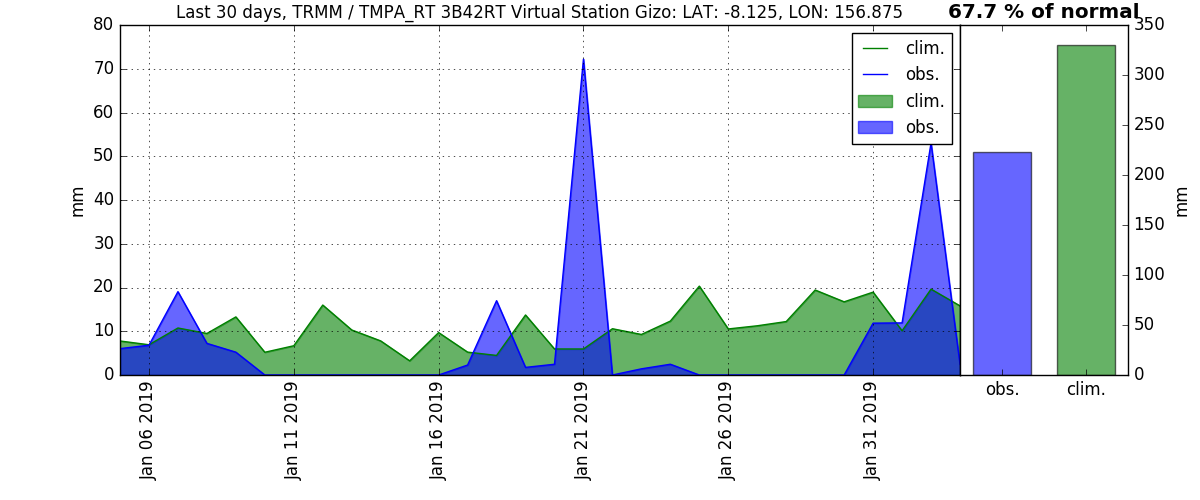 Last 30 days, TRMM / TMPA_RT 3B42RT Virtual Station Gizo: LAT: -8.125, LON: 156.875
67.7 % of normal
80
70
60
50
40
30
20
10
0
mm
clim.
obs.
clim.
obs.
350
300
250
200
150
100
50
0
mm
Jan 06 2019
Jan 11 2019
Jan 16 2019
Jan 21 2019
Jan 26 2019
Jan 31 2019
obs.
clim.